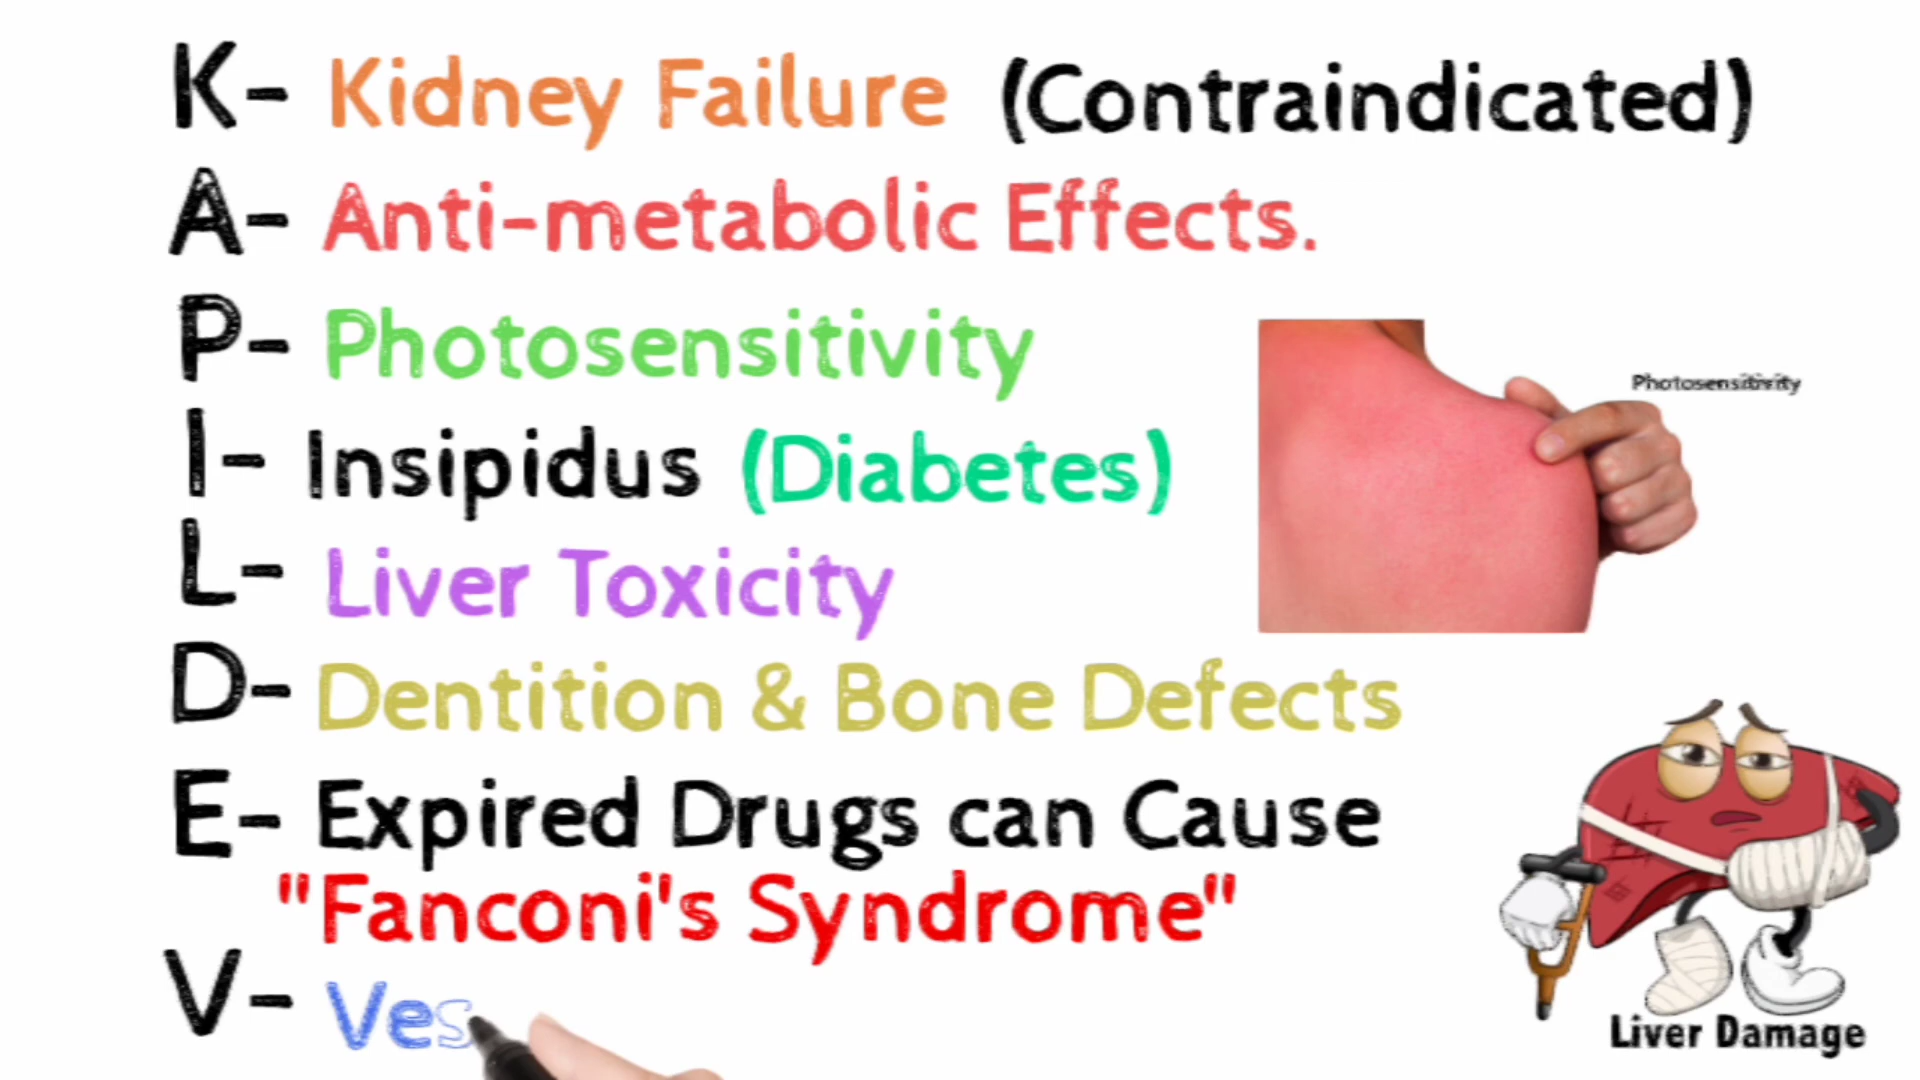 K- Kidney Failure (Contraindicated)
A- Anti-metabolic Effects.
P- Photosensitivity
Photosensitivity
I- Insipidus (Diabetes)
L- Liver Toxicity
D- Dentition & Bone Defects
E- Expired Drugs can Cause
"Fanconi's Syndrome"
V- Ves
Liver Damage